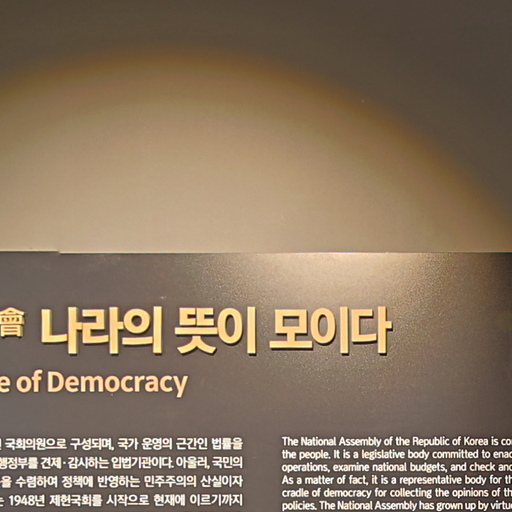 會 나라의 뜻이 모이다
e of Democracy
국회의원으로 구성되며, 국가 운영의 근간인 법률을
행정부를 견제·감시하는 입법기관이다. 아울러, 국민의
을 수렴하여 정책에 반영하는 민주주의의 산실이자
는 1948년 제헌국회를 시작으로 현재에 이르기까지
The National Assembly of the Republic of Korea is co
the people. It is a legislative body committed to enac
operations, examine national budgets, and check and
As a matter of fact, it is a representative body for th
cradle of democracy for collecting the opinions of th
policies. The National Assembly has grown up by virtue